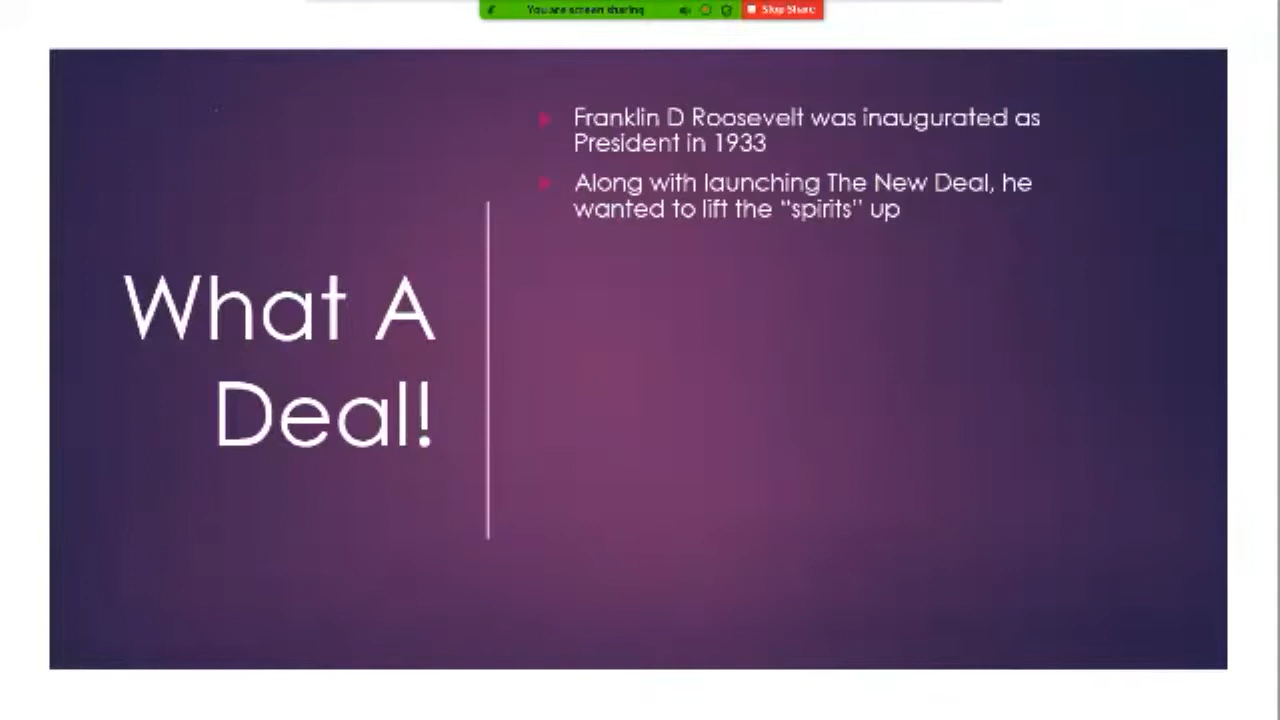 You are screen sharing
Stop Share
Franklin D Roosevelt was inaugurated as
President in 1933
Along with launching The New Deal, he
wanted to lift the “spirits” up
What A
Deal!